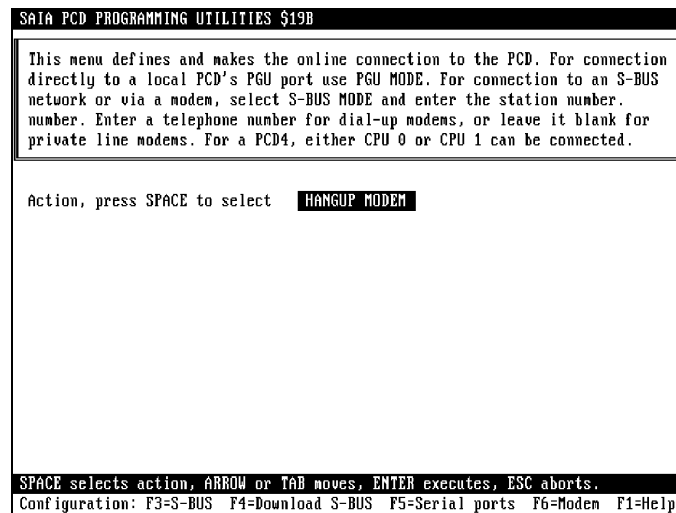 SAIA PCD PROGRAMMING UTILITIES $19B
This menu defines and makes the online connection to the PCD. For connection
directly to a local PCD's PGU port use PGU MODE. For connection to an S-BUS
network or via a modem, select S-BUS MODE and enter the station number.
number. Enter a telephone number for dial-up modems, or leave it blank for
private line modems. For a PCD4, either CPU 0 or CPU 1 can be connected.
Action, press SPACE to select HANGUP MODEM
SPACE selects action, ARROW or TAB moves, ENTER executes, ESC aborts.
Configuration: F3=S-BUS F4=Download S-BUS F5=Serial ports F6=Modem F1=Help